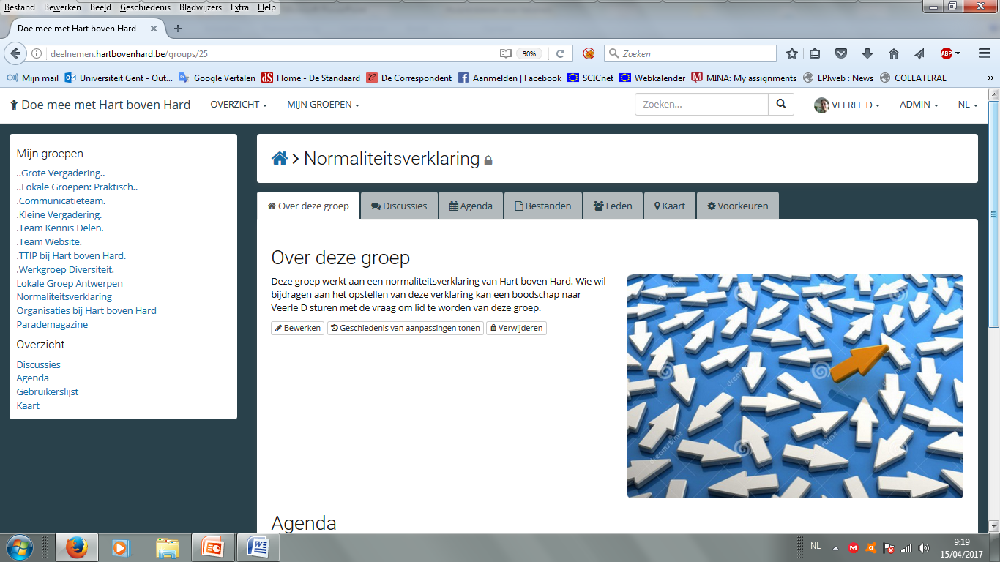 Bestand Bewerken Beeld Geschiedenis Bladwijzers Extra Help
Doe mee met Hart boven Hard
deelnemen.hartbovenhard.be/groups/25
90%
Zoeken
ABP
Mijn mail
Universiteit Gent - Out...
Google Vertalen
Home - De Standaard
De Correspondent
Aanmelden | Facebook
SCICnet
Webkalender
MINA: My assignments
EPIweb : News
COLLATERAL
Doe mee met Hart boven Hard
OVERZICHT
MIJN GROEPEN
Zoeken...
VEERLE D
ADMIN
NL
Mijn groepen
..Grote Vergadering..
..Lokale Groepen: Praktisch..
.Communicatieteam.
.Kleine Vergadering.
.Team Kennis Delen.
.Team Website.
.TTIP bij Hart boven Hard.
.Werkgroep Diversiteit.
Lokale Groep Antwerpen
Normaliteitsverklaring
Organisaties bij Hart boven Hard
Parademagazine
Overzicht
Discussies
Agenda
Gebruikerslijst
Kaart
Normaliteitsverklaring
Over deze groep
Discussies
Agenda
Bestanden
Leden
Kaart
Voorkeuren
Over deze groep
Deze groep werkt aan een normaliteitsverklaring van Hart boven Hard. Wie wil
bijdragen aan het opstellen van deze verklaring kan een boodschap naar
Veerle D sturen met de vraag om lid te worden van deze groep.
Bewerken
Geschiedenis van aanpassingen tonen
Verwijderen
dreamstime
Agenda
NL
9:19
15/04/2017